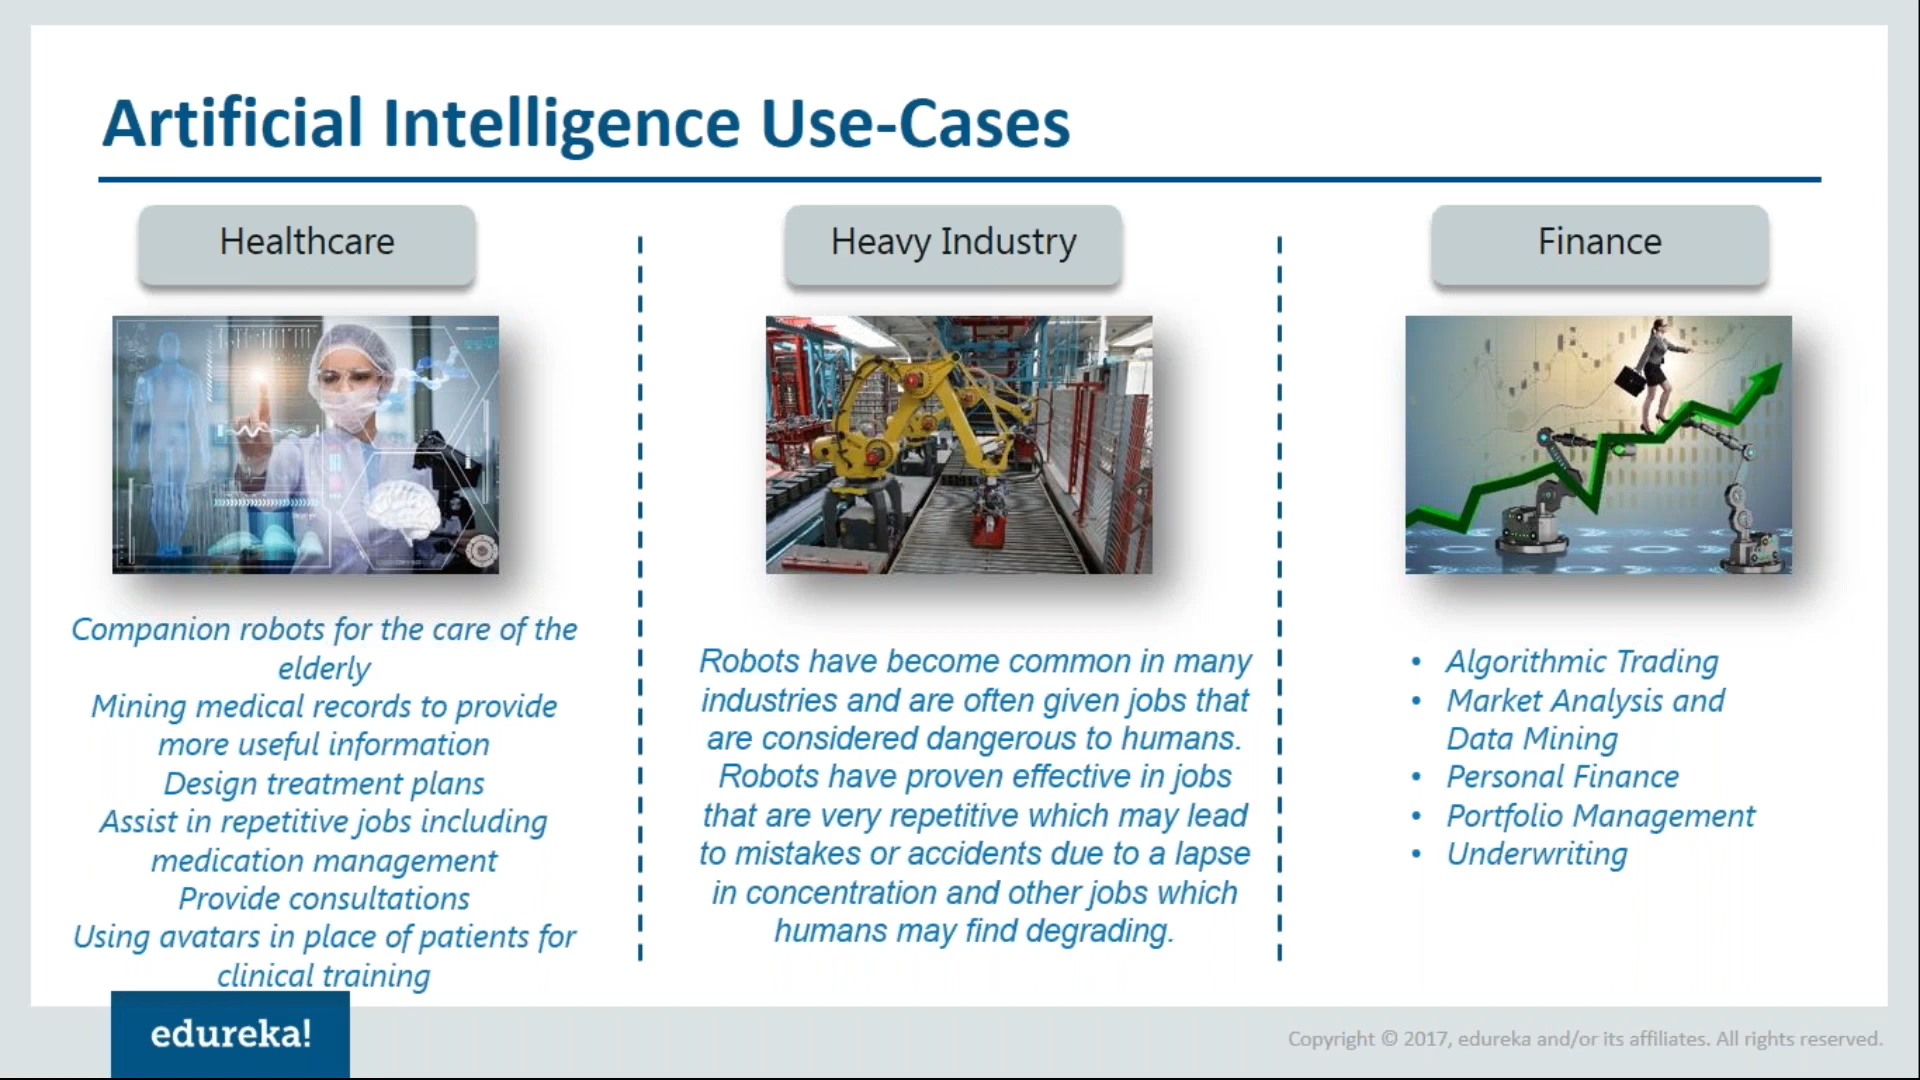 Artificial Intelligence Use-Cases
Healthcare
Companion robots for the care of the
elderly
Mining medical records to provide
more useful information
Design treatment plans
Assist in repetitive jobs including
medication management
Provide consultations
Using avatars in place of patients for
clinical training
Heavy Industry
Robots have become common in many
industries and are often given jobs that
are considered dangerous to humans.
Robots have proven effective in jobs
that are very repetitive which may lead
to mistakes or accidents due to a lapse
in concentration and other jobs which
humans may find degrading.
Finance
• Algorithmic Trading
• Market Analysis and
Data Mining
• Personal Finance
• Portfolio Management
• Underwriting
edureka!
Copyright © 2017, edureka and/or its affiliates. All rights reserved.